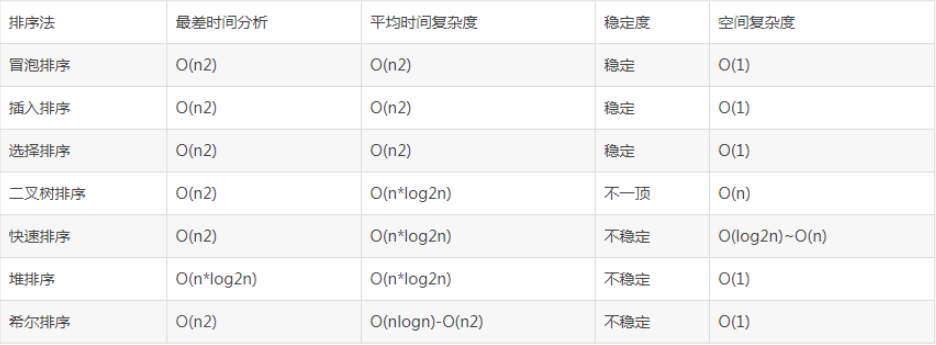 排序法 最差时间分析 平均时间复杂度 稳定度 空间复杂度
冒泡排序 O(n2) O(n2) 稳定 O(1)
插入排序 O(n2) O(n2) 稳定 O(1)
选择排序 O(n2) O(n2) 稳定 O(1)
二叉树排序 O(n2) O(n*log2n) 不一顶 O(n)
快速排序 O(n2) O(n*log2n) 不稳定 O(log2n)~O(n)
堆排序 O(n*log2n) O(n*log2n) 不稳定 O(1)
希尔排序 O(n2) O(nlogn)-O(n2) 不稳定 O(1)